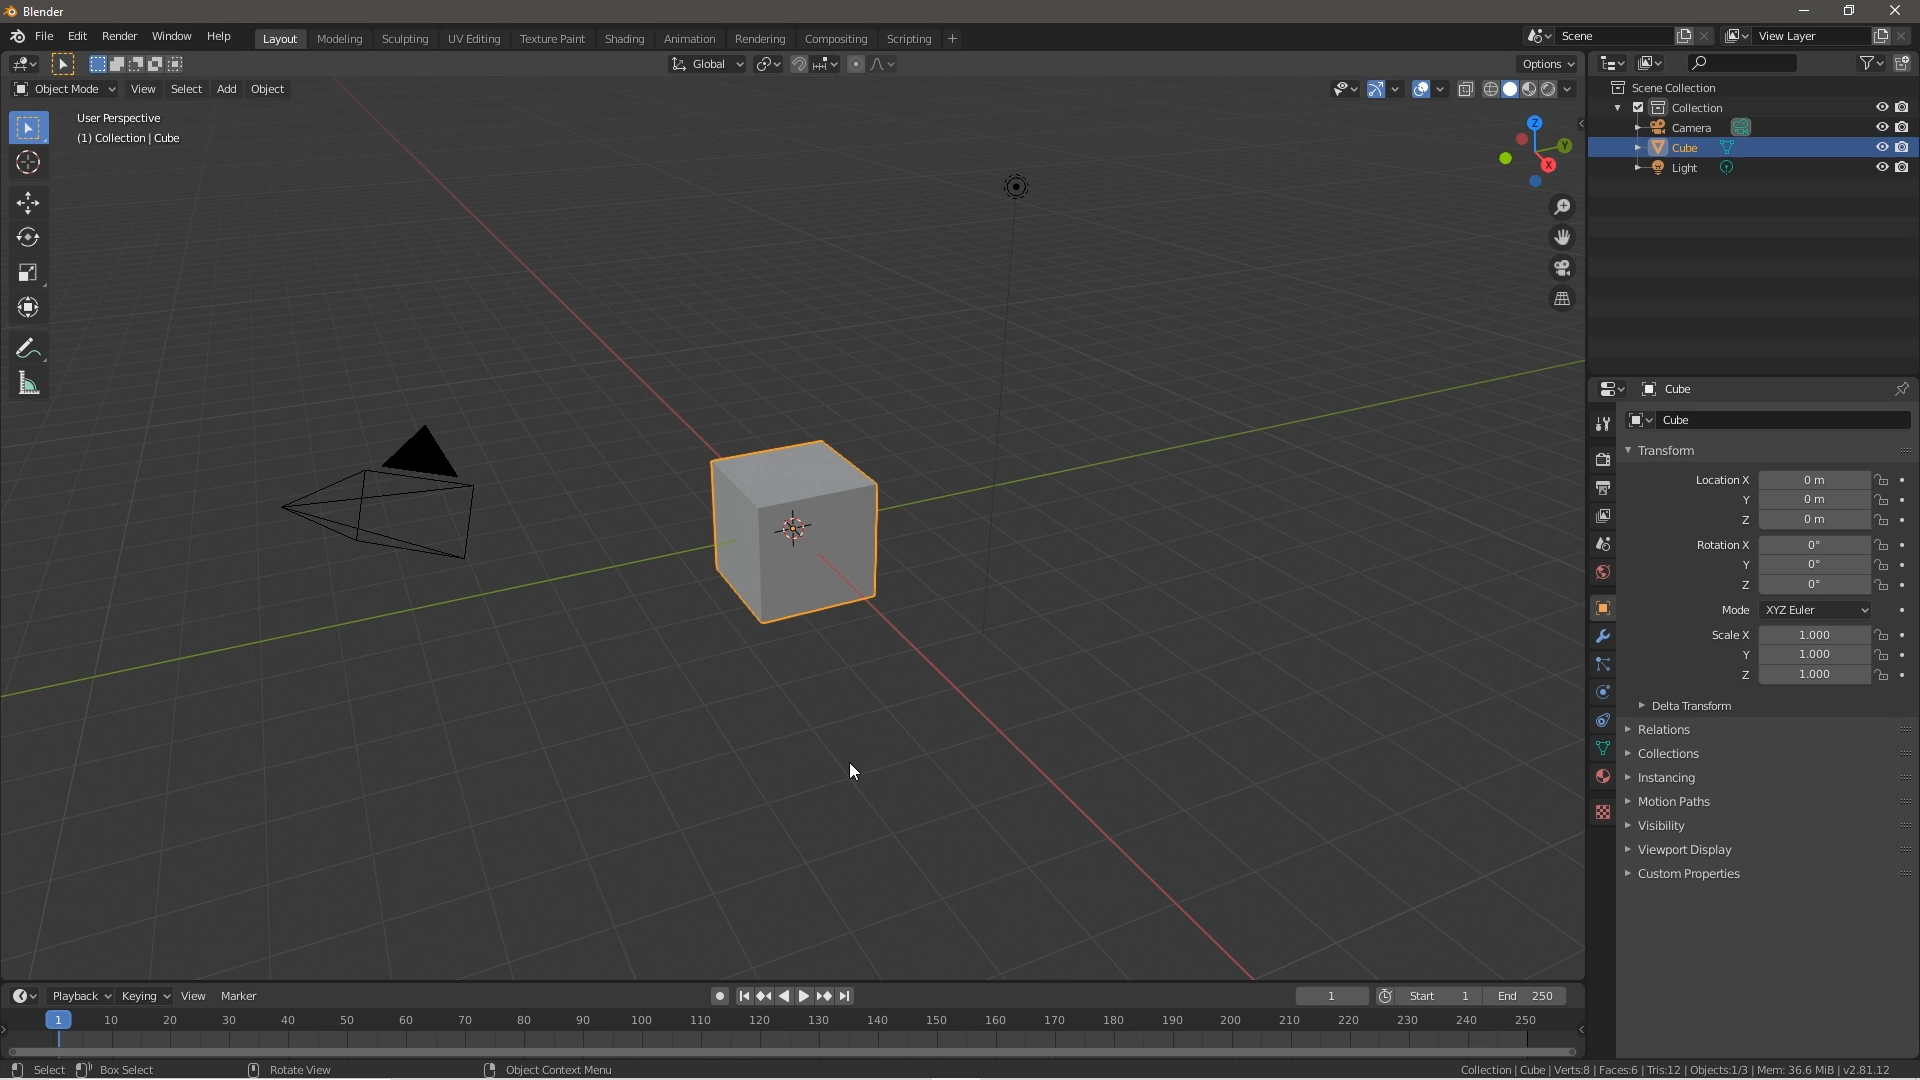 Blender
File Edit Render Window Help Layout Modeling Sculpting UV Editing Texture Paint Shading Animation Rendering Compositing Scripting + Scene View Layer
Global Options
Object Mode View Select Add Object
User Perspective
(1) Collection | Cube
Z
Y
X
Scene Collection
Collection
Camera
Cube
Light
Cube
Cube
Transform
Location X 0 m
Y 0 m
Z 0 m
Rotation X 0°
Y 0°
Z 0°
Mode XYZ Euler
Scale X 1.000
Y 1.000
Z 1.000
Delta Transform
Relations
Collections
Instancing
Motion Paths
Visibility
Viewport Display
Custom Properties
Playback Keying View Marker 1 Start 1 End 250
1 10 20 30 40 50 60 70 80 90 100 110 120 130 140 150 160 170 180 190 200 210 220 230 240 250
Select Box Select Rotate View Object Context Menu Collection | Cube | Verts:8 | Faces:6 | Tris:12 | Objects:1/3 | Mem: 36.6 MiB | v2.81.12